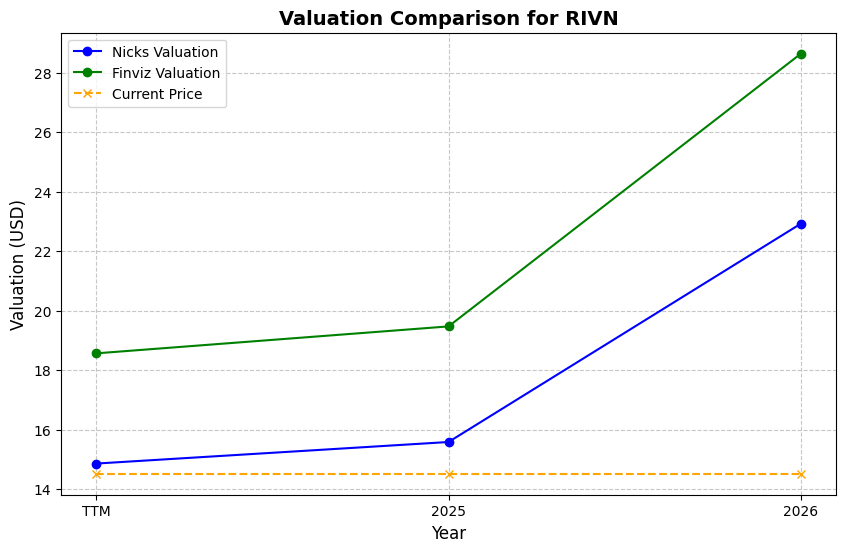 Valuation Comparison for RIVN
Nicks Valuation
Finviz Valuation
Current Price
Valuation (USD)
28
26
24
22
20
18
16
14
TTM
2025
2026
Year